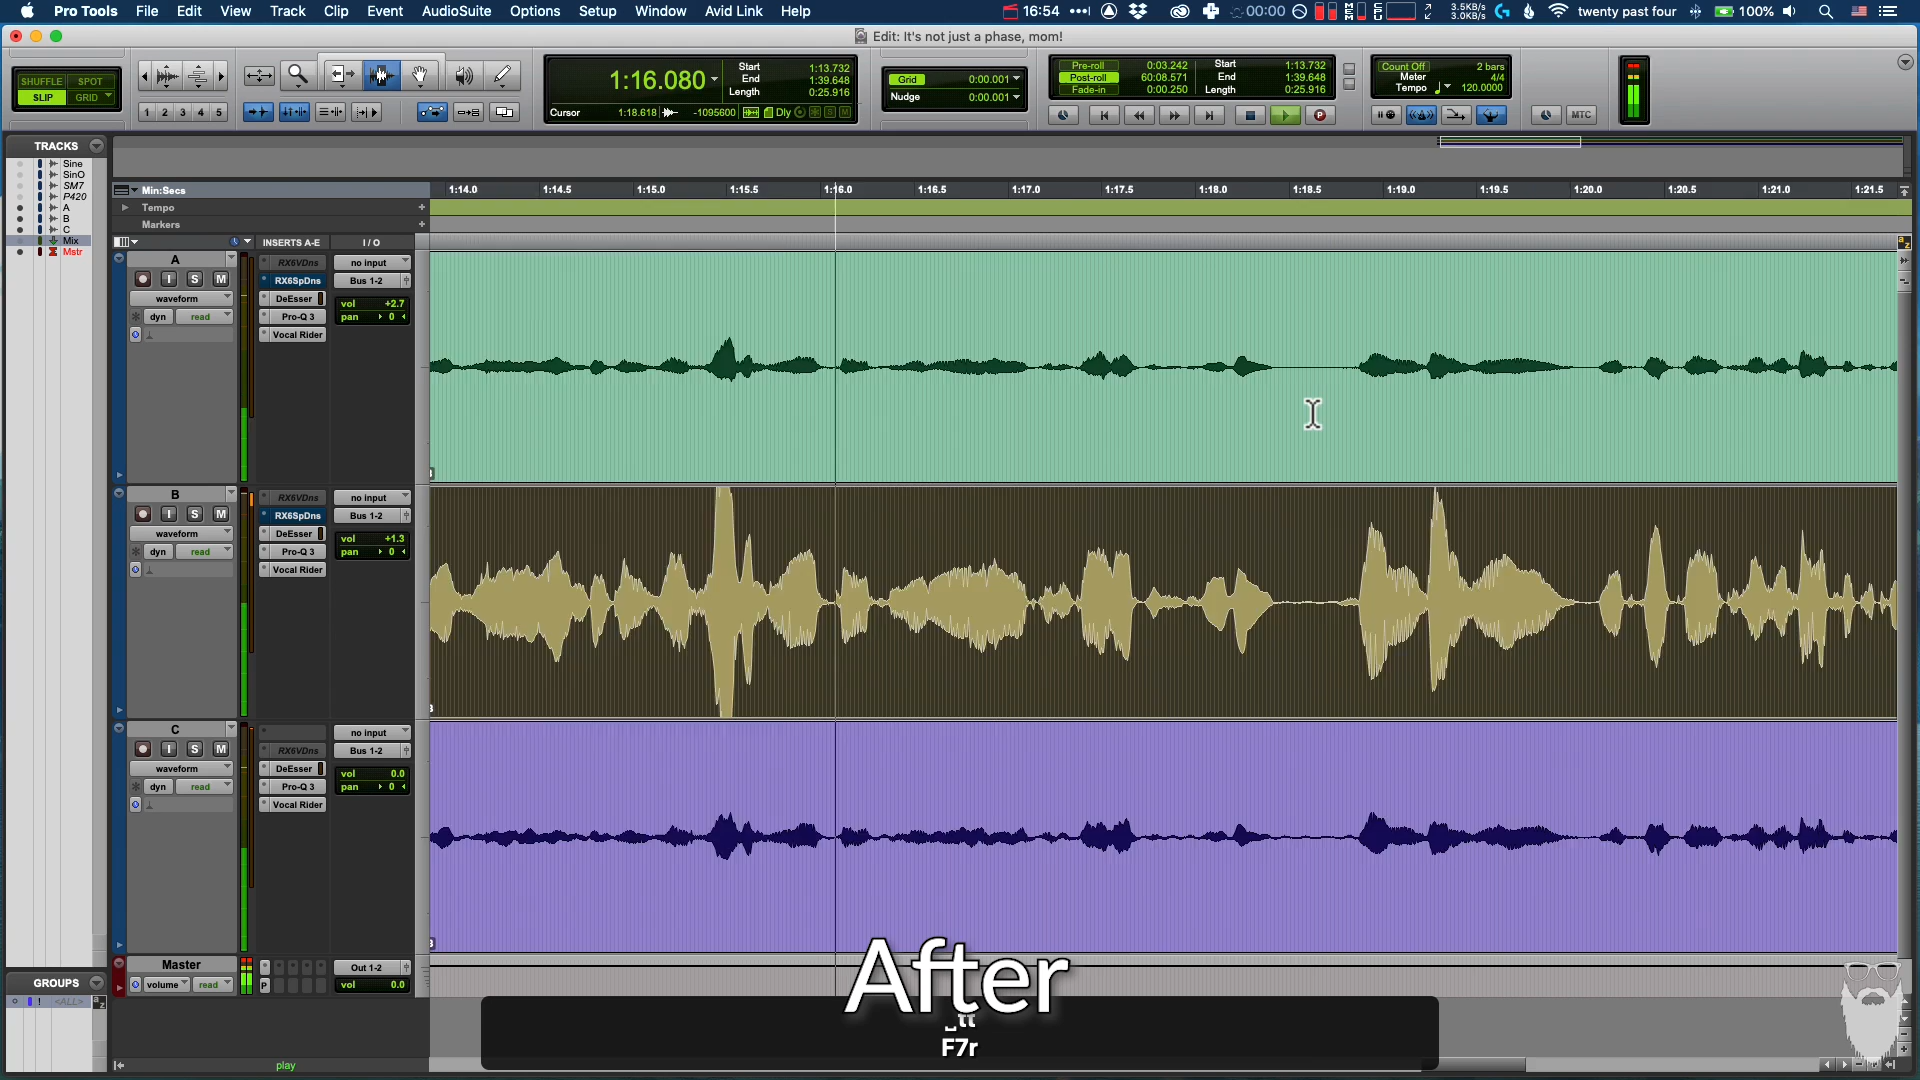 Pro Tools File Edit View Track Clip Event AudioSuite Options Setup Window Avid Link Help 16:54 00:00 3.5KB/s 3.0KB/s twenty past four 100%
Edit: It's not just a phase, mom!
SHUFFLE SPOT
SLIP GRID
1 2 3 4 5
1:16.080
Start 1:13.732
End 1:39.648
Length 0:25.916
Cursor 1:18.618 -1095600 Dly
Grid 0:00.001
Nudge 0:00.001
Pre-roll 0:03.242 Start 1:13.732
Post-roll 60:08.571 End 1:39.648
Fade-in 0:00.250 Length 0:25.916
Count Off 2 bars
Meter 4/4
Tempo 120.0000
MTC
TRACKS
Sine
SinO
SM7
P420
A
B
C
Mix
Mstr
Min:Secs 1:14.0 1:14.5 1:15.0 1:15.5 1:16.0 1:16.5 1:17.0 1:17.5 1:18.0 1:18.5 1:19.0 1:19.5 1:20.0 1:20.5 1:21.0 1:21.5
Tempo
Markers
INSERTS A-E I / O
A RX6VDns no input
I S M RX6SpDns Bus 1-2
waveform DeEsser vol +2.7
dyn read Pro-Q 3 pan 0
Vocal Rider
B RX6VDns no input
I S M RX6SpDns Bus 1-2
waveform DeEsser vol +1.3
dyn read Pro-Q 3 pan 0
Vocal Rider
C no input
I S M RX6VDns Bus 1-2
waveform DeEsser vol 0.0
dyn read Pro-Q 3 pan 0
Vocal Rider
Master Out 1-2
volume read P vol 0.0
GROUPS
! <ALL>
After
F7r
play